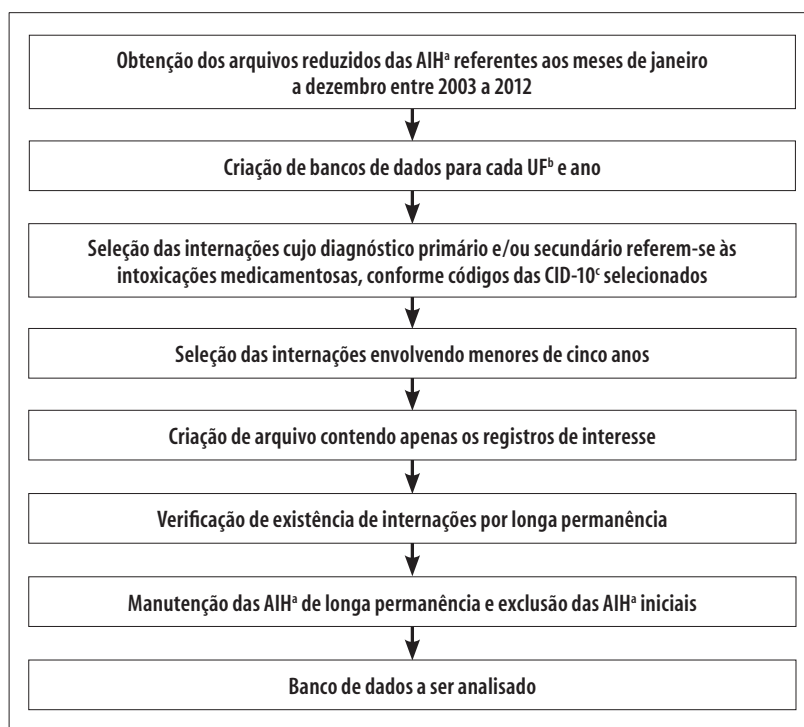 Obtenção dos arquivos reduzidos das AIHᵃ referentes aos meses de janeiro
a dezembro entre 2003 a 2012
Criação de bancos de dados para cada UFᵇ e ano
Seleção das internações cujo diagnóstico primário e/ou secundário referem-se às
intoxicações medicamentosas, conforme códigos das CID-10ᶜ selecionados
Seleção das internações envolvendo menores de cinco anos
Criação de arquivo contendo apenas os registros de interesse
Verificação de existência de internações por longa permanência
Manutenção das AIHᵃ de longa permanência e exclusão das AIHᵃ iniciais
Banco de dados a ser analisado